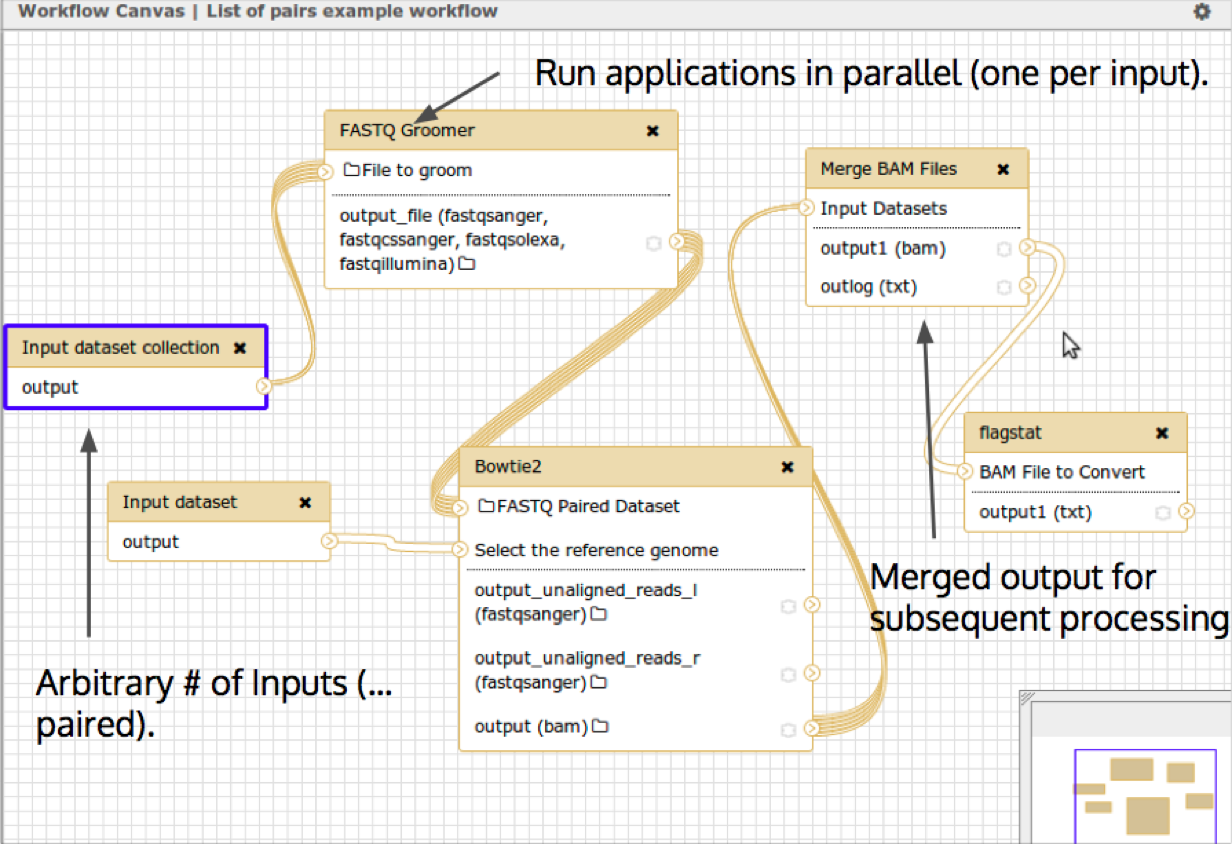 Workflow Canvas | List of pairs example workflow
Run applications in parallel (one per input).
FASTQ Groomer
File to groom
output_file (fastqsanger,
fastqcssanger, fastqsolexa,
fastqillumina)
Merge BAM Files
Input Datasets
output1 (bam)
outlog (txt)
Input dataset collection
output
flagstat
BAM File to Convert
output1 (txt)
Input dataset
output
Bowtie2
FASTQ Paired Dataset
Select the reference genome
output_unaligned_reads_l
(fastqsanger)
output_unaligned_reads_r
(fastqsanger)
output (bam)
Merged output for
subsequent processing
Arbitrary # of Inputs (...
paired).